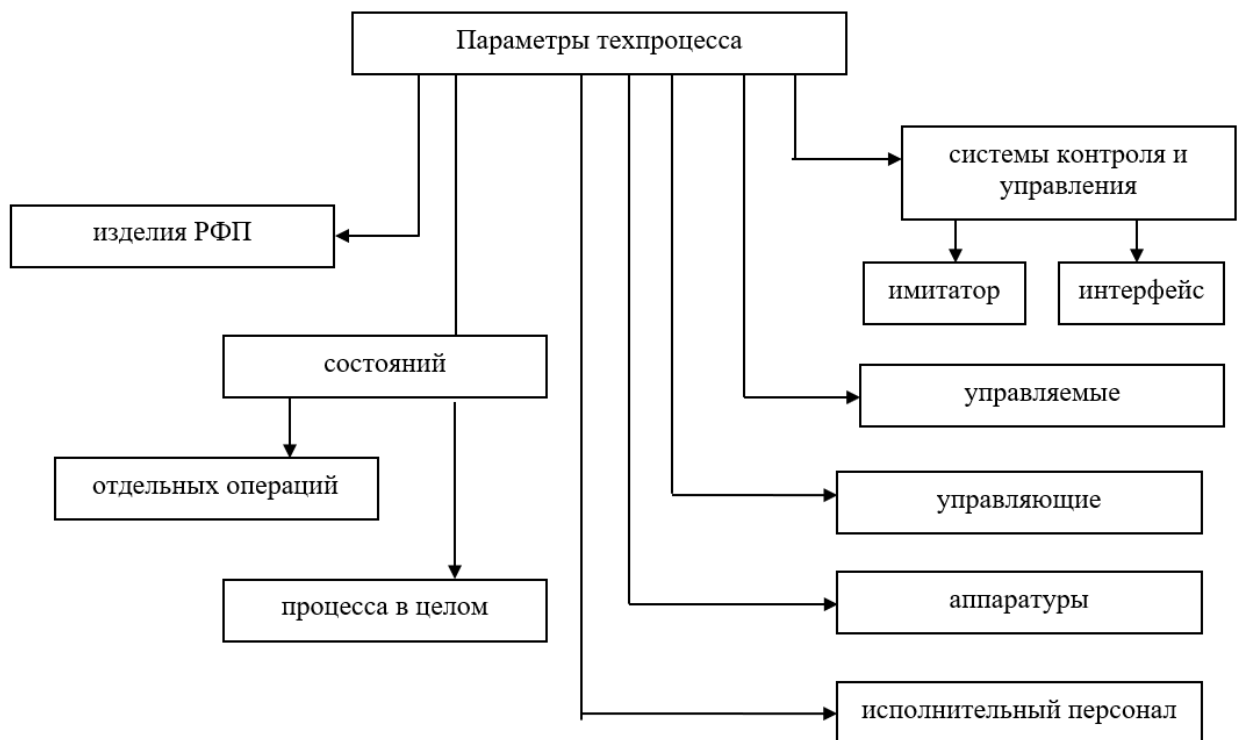 Параметры техпроцесса
системы контроля и
управления
изделия РФП
имитатор
интерфейс
состояний
управляемые
отдельных операций
управляющие
процесса в целом
аппаратуры
исполнительный персонал